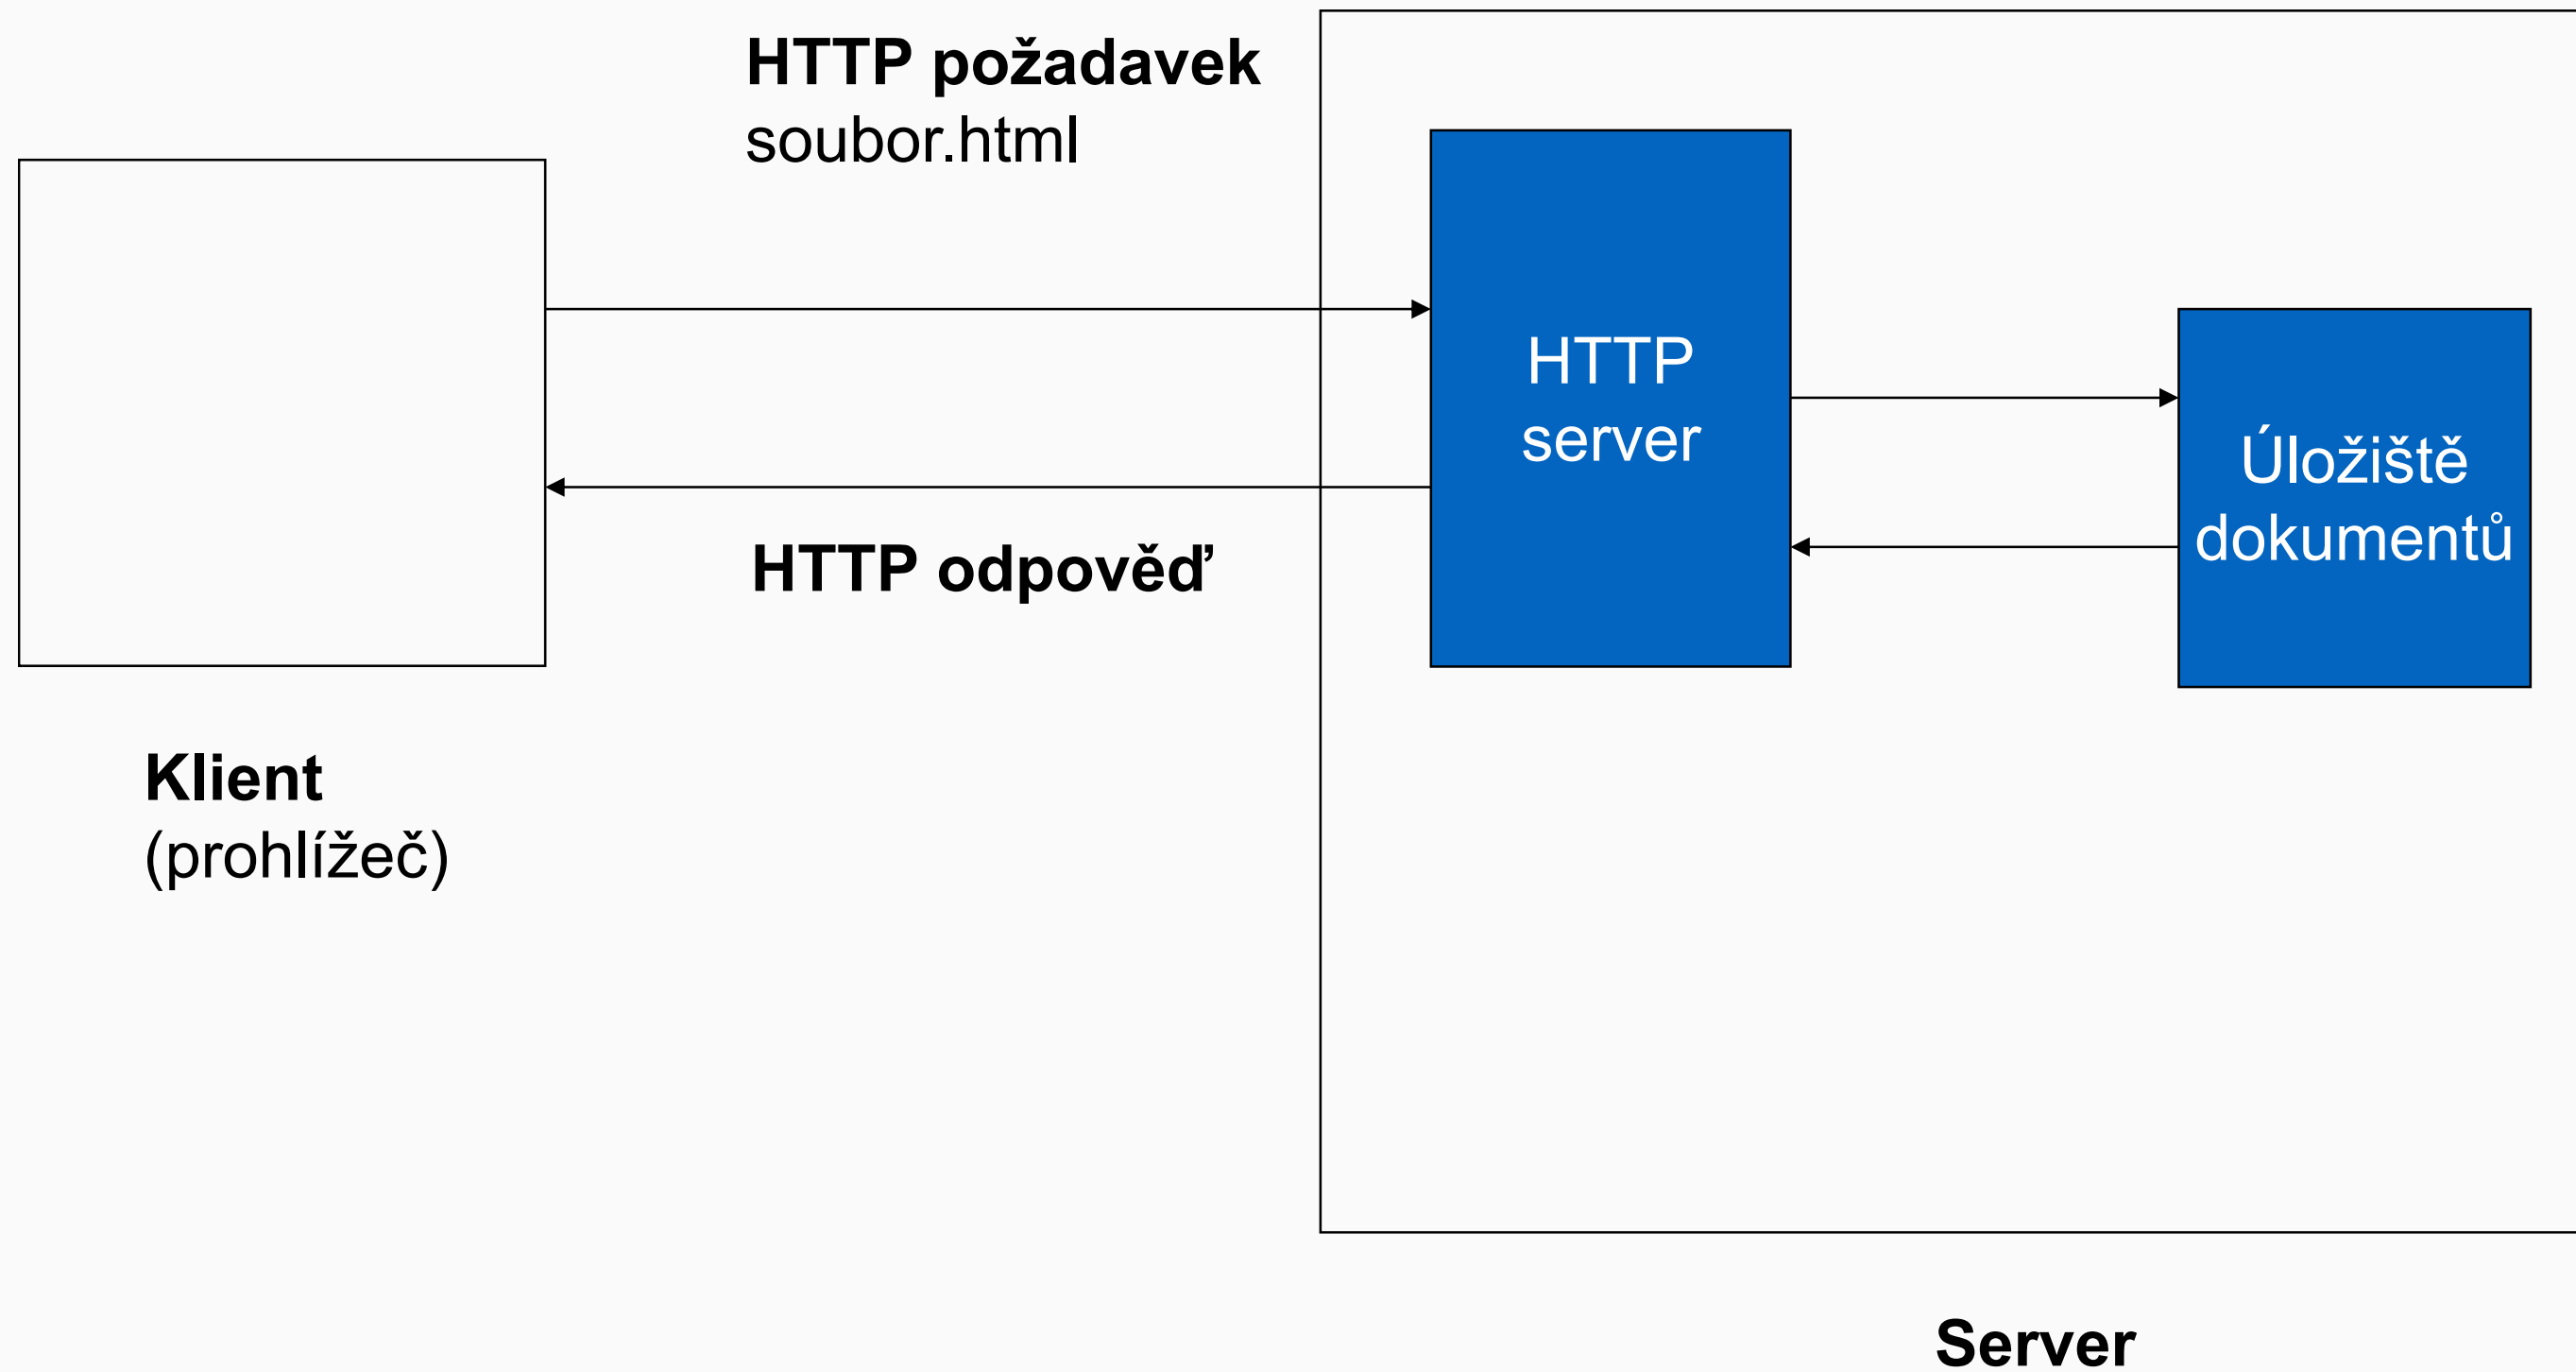 HTTP požadavek
soubor.html
HTTP
server
Úložiště
dokumentů
HTTP odpověď
Klient
(prohlížeč)
Server